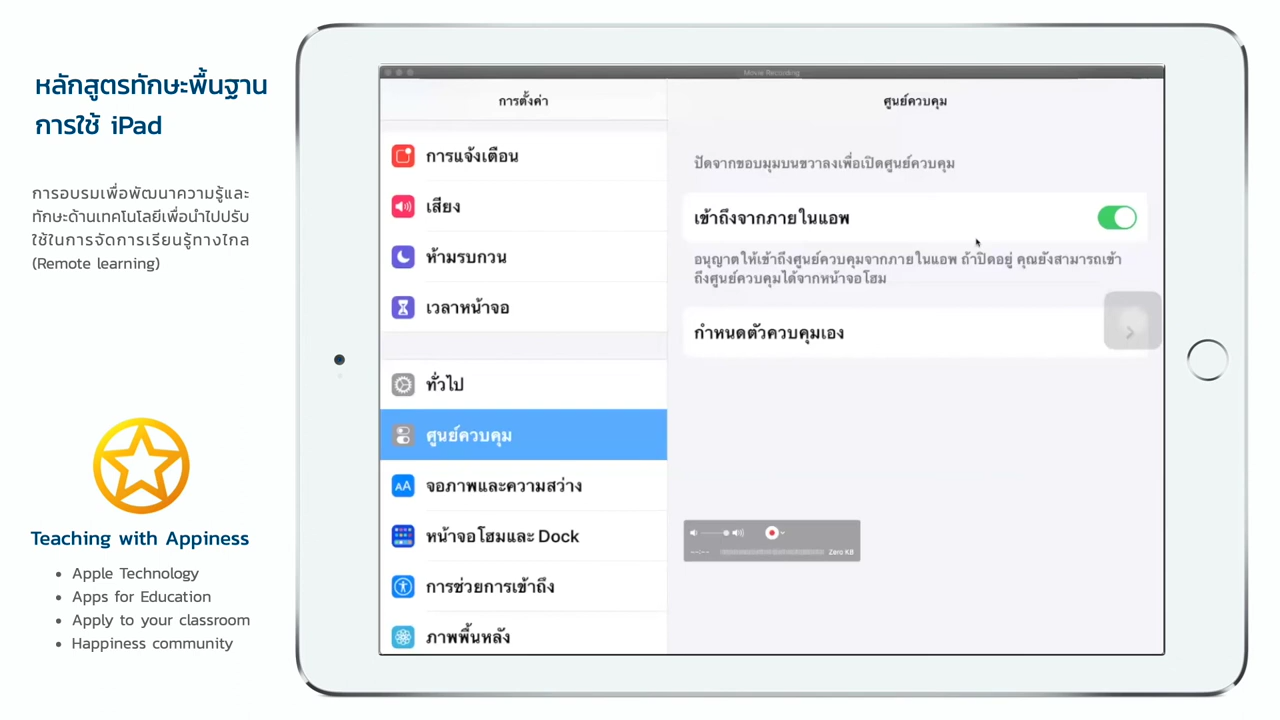 หลักสูตรทักษะพื้นฐาน
การใช้ iPad
การอบรมเพื่อพัฒนาความรู้และ
ทักษะด้านเทคโนโลยีเพื่อนำไปปรับ
ใช้ในการจัดการเรียนรู้ทางไกล
(Remote learning)
Teaching with Appiness
• Apple Technology
• Apps for Education
• Apply to your classroom
• Happiness community
Movie Recording
การตั้งค่า
การแจ้งเตือน
เสียง
ห้ามรบกวน
เวลาหน้าจอ
ทั่วไป
ศูนย์ควบคุม
จอภาพและความสว่าง
หน้าจอโฮมและ Dock
การช่วยการเข้าถึง
ภาพพื้นหลัง
ศูนย์ควบคุม
ปัดจากขอบมุมบนขวาลงเพื่อเปิดศูนย์ควบคุม
เข้าถึงจากภายในแอพ
อนุญาตให้เข้าถึงศูนย์ควบคุมจากภายในแอพ ถ้าปิดอยู่ คุณยังสามารถเข้า
ถึงศูนย์ควบคุมได้จากหน้าจอโฮม
กำหนดตัวควบคุมเอง
--:-- Zero KB